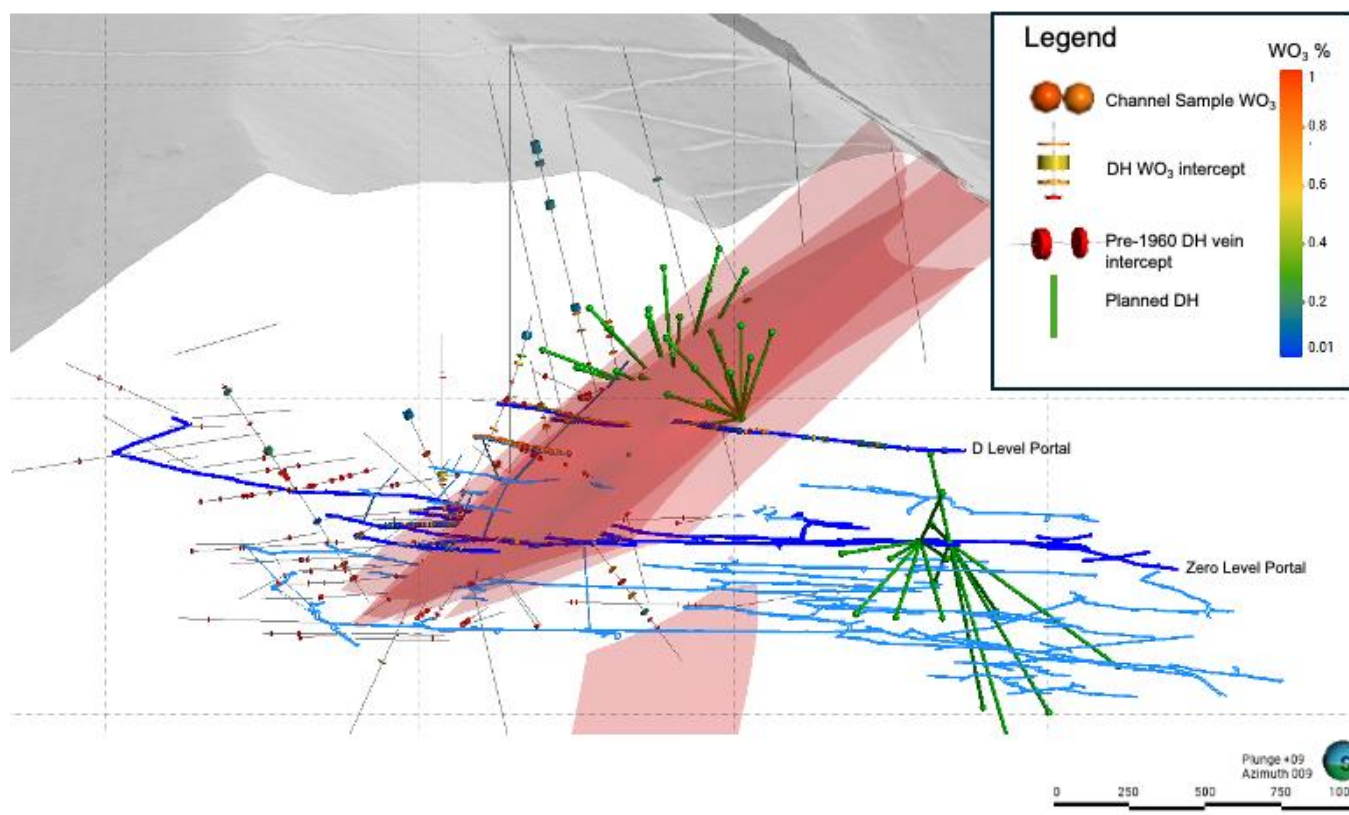 Legend
WO₃ %
Channel Sample WO₃
DH WO₃ intercept
Pre-1960 DH vein
intercept
Planned DH
1
0.8
0.6
0.4
0.2
0.01
D Level Portal
Zero Level Portal
Plunge +09
Azimuth 009
0 250 500 750 100